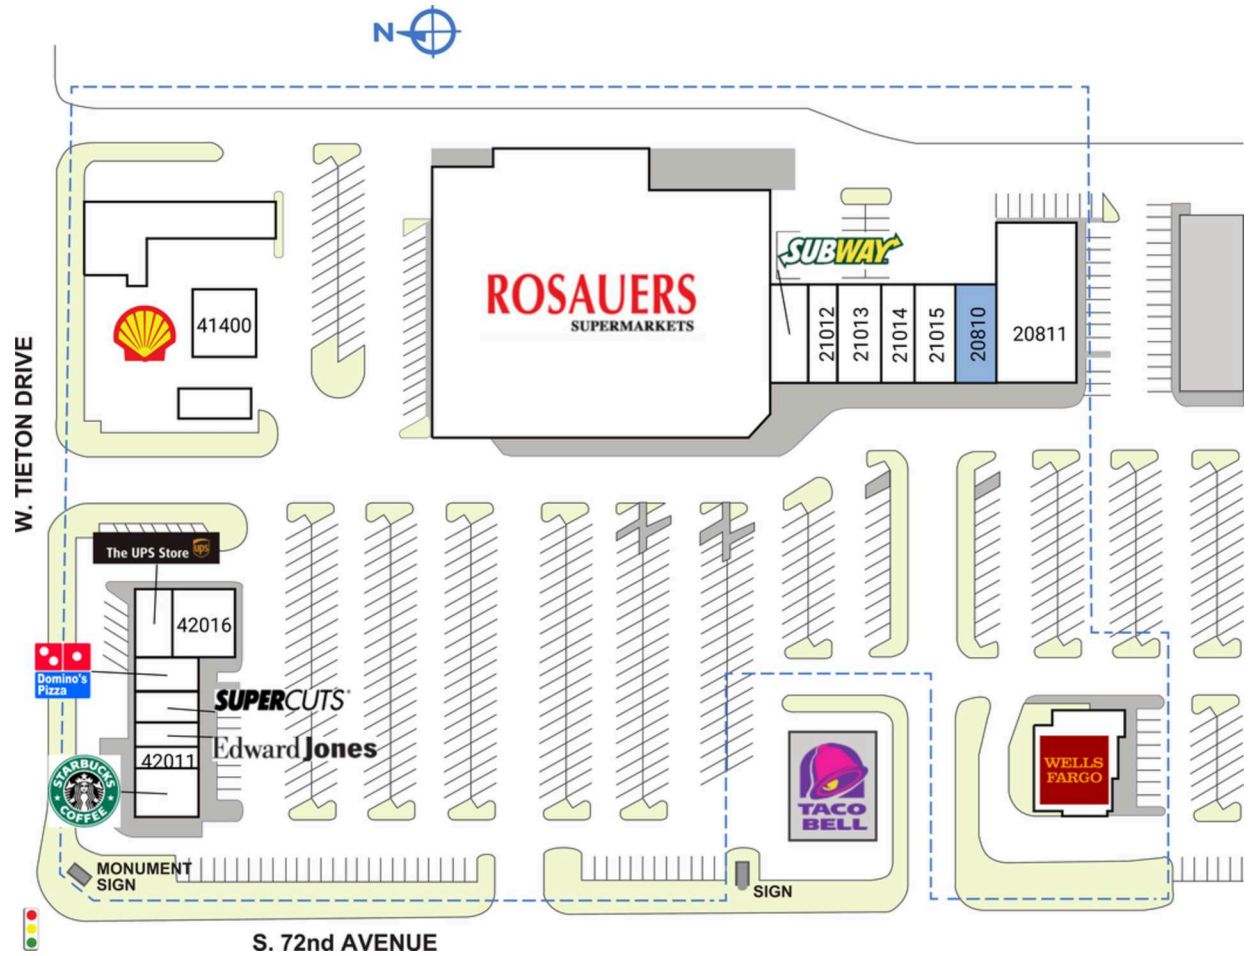 N
ROSAUERS
SUPERMARKETS
SUBWAY
21012
21013
21014
21015
20810
20811
41400
W. TIETON DRIVE
The UPS Store
ups
42016
Domino's
Pizza
SUPERCUTS
Edward Jones
42011
STARBUCKS
COFFEE
TACO
BELL
WELLS
FARGO
MONUMENT
SIGN
SIGN
S. 72nd AVENUE